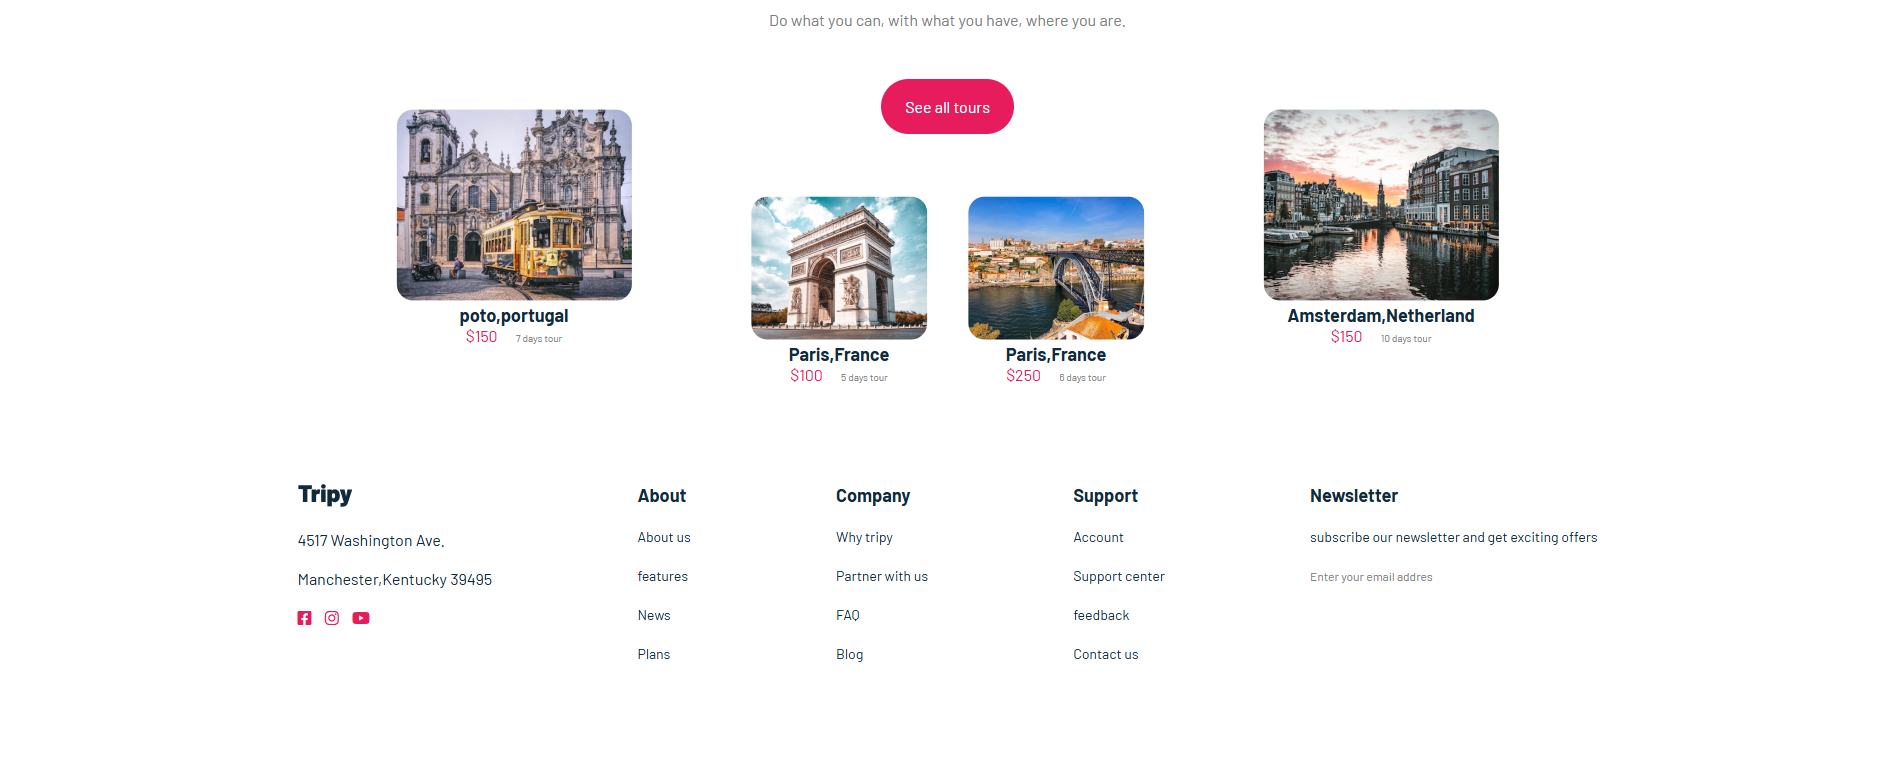 Do what you can, with what you have, where you are.
See all tours
poto,portugal
$150 7 days tour
Paris,France
$100 5 days tour
Paris,France
$250 6 days tour
Amsterdam,Netherland
$150 10 days tour
Tripy
4517 Washington Ave.
Manchester,Kentucky 39495
About
About us
features
News
Plans
Company
Why tripy
Partner with us
FAQ
Blog
Support
Account
Support center
feedback
Contact us
Newsletter
subscribe our newsletter and get exciting offers
Enter your email addres